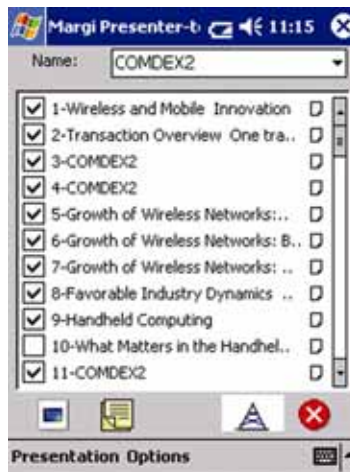 Margi Presenter-t 11:15
Name: COMDEX2
1-Wireless and Mobile Innovation
2-Transaction Overview One tra..
3-COMDEX2
4-COMDEX2
5-Growth of Wireless Networks:..
6-Growth of Wireless Networks: B..
7-Growth of Wireless Networks: ..
8-Favorable Industry Dynamics ..
9-Handheld Computing
10-What Matters in the Handhel..
11-COMDEX2
Presentation Options